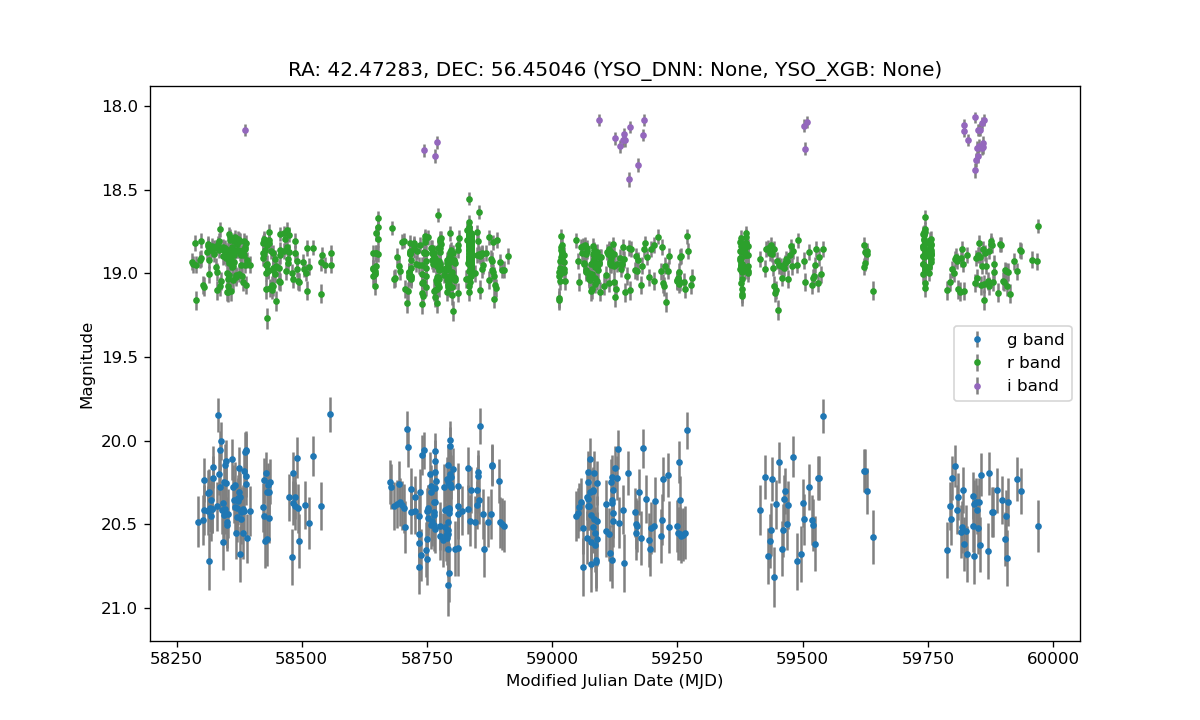 RA: 42.47283, DEC: 56.45046 (YSO_DNN: None, YSO_XGB: None)
18.0
18.5
19.0
19.5
20.0
20.5
21.0
Magnitude
g band
r band
i band
58250 58500 58750 59000 59250 59500 59750 60000
Modified Julian Date (MJD)